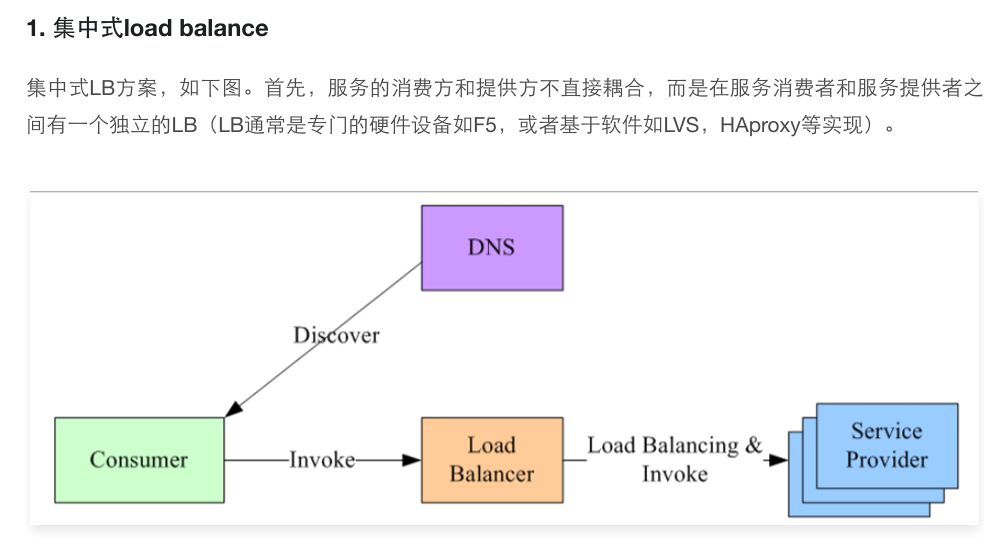 1. 集中式load balance
集中式LB方案，如下图。首先，服务的消费方和提供方不直接耦合，而是在服务消费者和服务提供者之
间有一个独立的LB（LB通常是专门的硬件设备如F5，或者基于软件如LVS，HAproxy等实现）。
DNS
Discover
Consumer
Invoke
Load
Balancer
Load Balancing &
Invoke
Service
Provider